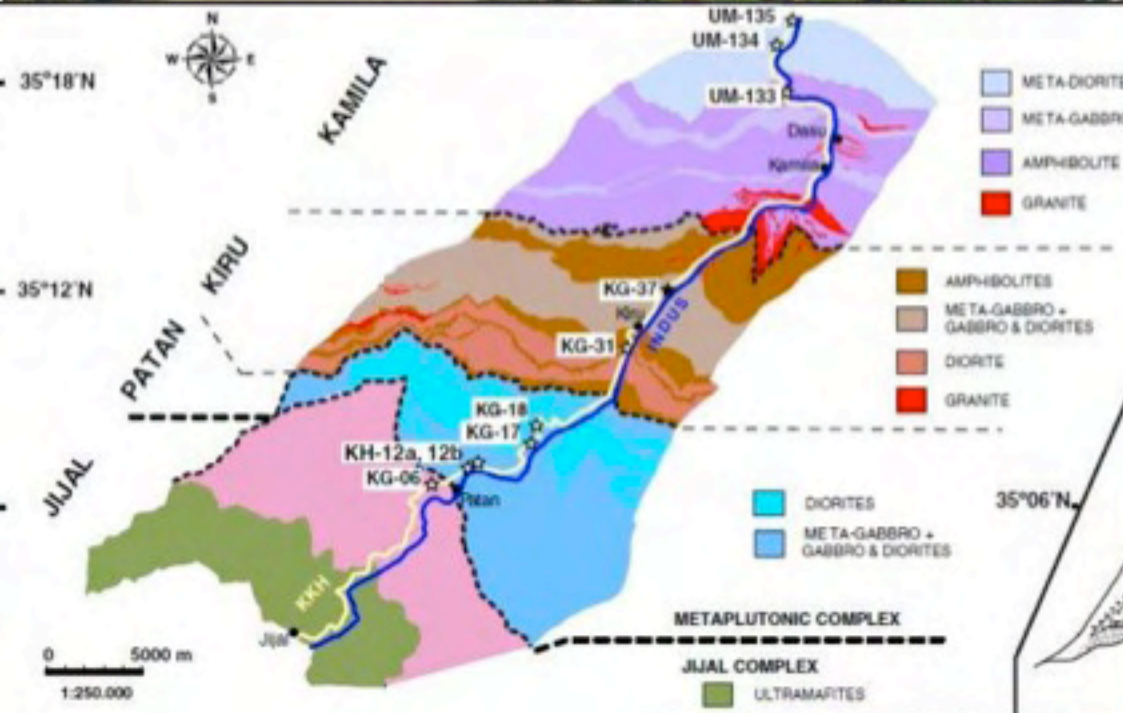 N
W E
S
35°18'N
35°12'N
35°06'N
KAMILA
KIRU
PATAN
JIJAL
UM-135
UM-134
UM-133
Dasu
Kamila
"C"
KG-37
Kiru
INDUS
KG-31
KG-18
KG-17
KH-12a, 12b
KG-06
Patan
KKH
Jijal
0 5000 m
1:250.000
META-DIORITE
META-GABBRO
AMPHIBOLITE
GRANITE
AMPHIBOLITES
META-GABBRO +
GABBRO & DIORITES
DIORITE
GRANITE
DIORITES
META-GABBRO +
GABBRO & DIORITES
METAPLUTONIC COMPLEX
JIJAL COMPLEX
ULTRAMAFITES